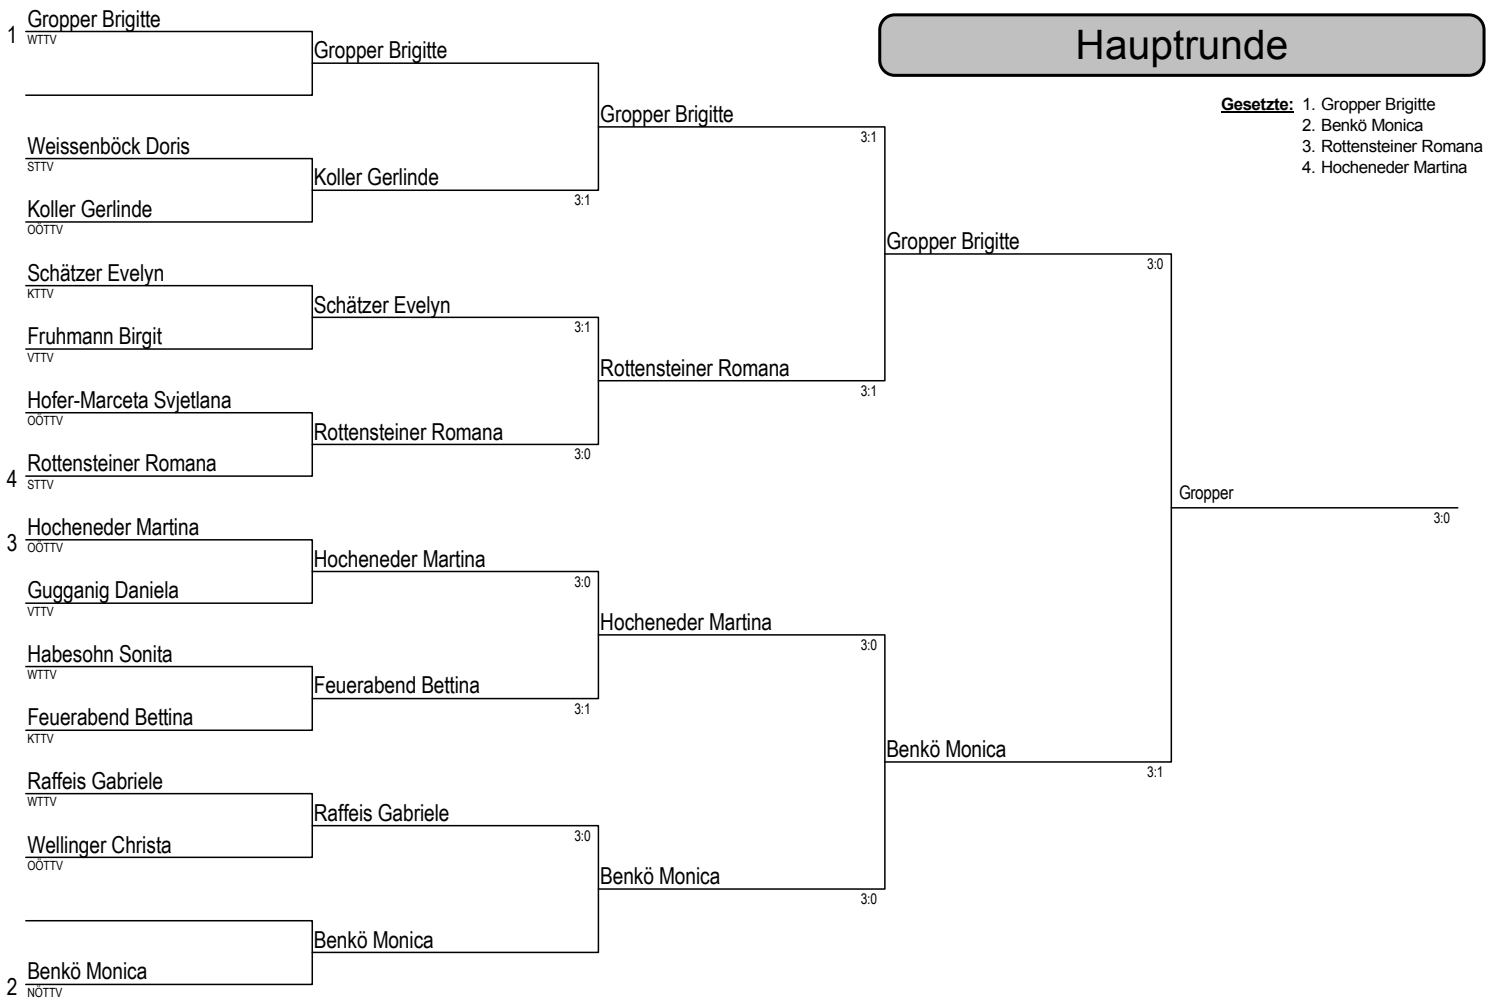 Hauptrunde
Gesetzte: 1. Gropper Brigitte
2. Benkö Monica
3. Rottensteiner Romana
4. Hocheneder Martina
1 Gropper Brigitte
WTTV
Weissenböck Doris
STTV
Koller Gerlinde
OÖTTV
Schätzer Evelyn
KTTV
Fruhmann Birgit
VTTV
Hofer-Marceta Svjetlana
OÖTTV
4 Rottensteiner Romana
STTV
3 Hocheneder Martina
OÖTTV
Gugganig Daniela
VTTV
Habesohn Sonita
WTTV
Feuerabend Bettina
KTTV
Raffeis Gabriele
WTTV
Wellinger Christa
OÖTTV
2 Benkö Monica
NÖTTV
Gropper Brigitte
Koller Gerlinde
3:1
Schätzer Evelyn
3:1
Rottensteiner Romana
3:0
Hocheneder Martina
3:0
Feuerabend Bettina
3:1
Raffeis Gabriele
3:0
Benkö Monica
Gropper Brigitte
3:1
Rottensteiner Romana
3:1
Hocheneder Martina
3:0
Benkö Monica
3:0
Gropper Brigitte
3:0
Benkö Monica
3:1
Gropper
3:0